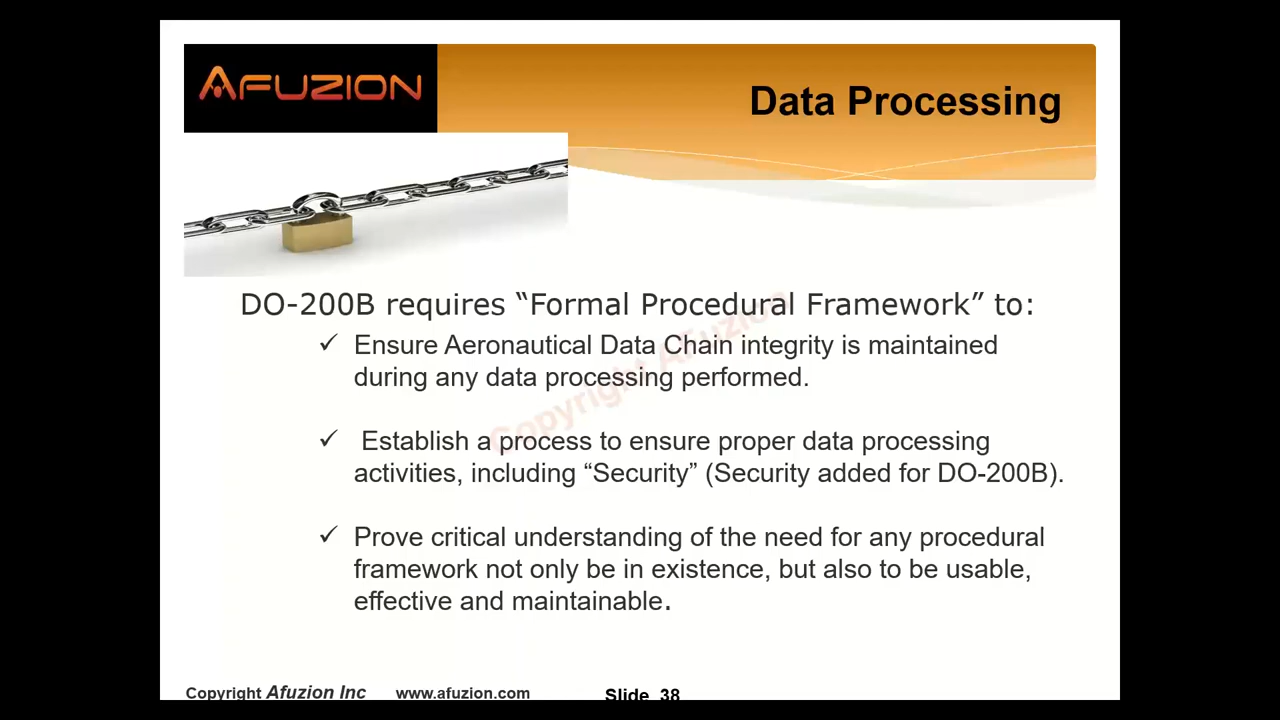 AFUZION
Data Processing
DO-200B requires “Formal Procedural Framework” to:
✓ Ensure Aeronautical Data Chain integrity is maintained
during any data processing performed.
✓ Establish a process to ensure proper data processing
activities, including “Security” (Security added for DO-200B).
✓ Prove critical understanding of the need for any procedural
framework not only be in existence, but also to be usable,
effective and maintainable.
Copyright Afuzion
Copyright Afuzion Inc www.afuzion.com Slide 38